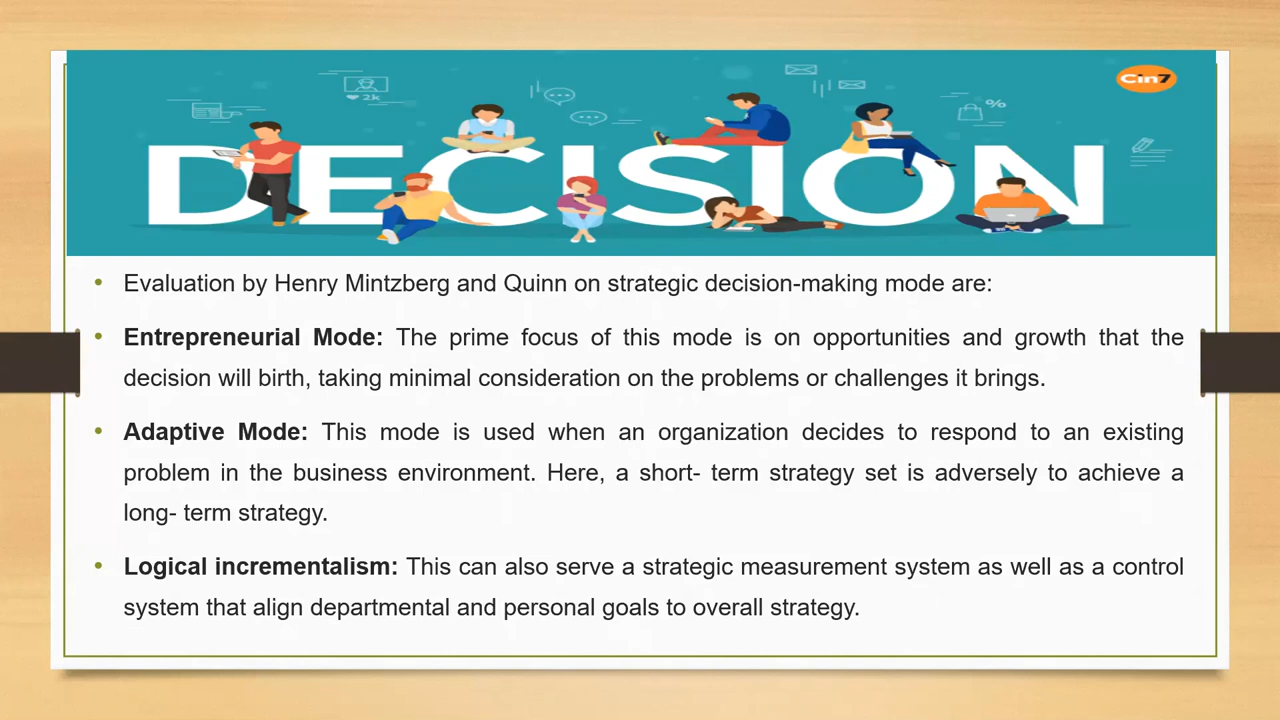 Cin7
2k
%
DECISION
• Evaluation by Henry Mintzberg and Quinn on strategic decision-making mode are:
• Entrepreneurial Mode: The prime focus of this mode is on opportunities and growth that the
decision will birth, taking minimal consideration on the problems or challenges it brings.
• Adaptive Mode: This mode is used when an organization decides to respond to an existing
problem in the business environment. Here, a short- term strategy set is adversely to achieve a
long- term strategy.
• Logical incrementalism: This can also serve a strategic measurement system as well as a control
system that align departmental and personal goals to overall strategy.